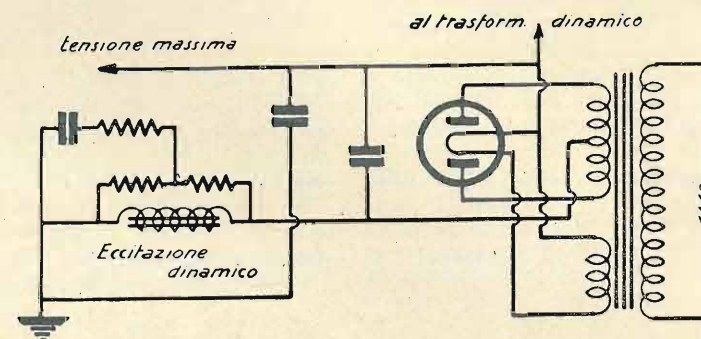 al trasform. dinamico
tensione massima
Eccitazione
dinamico